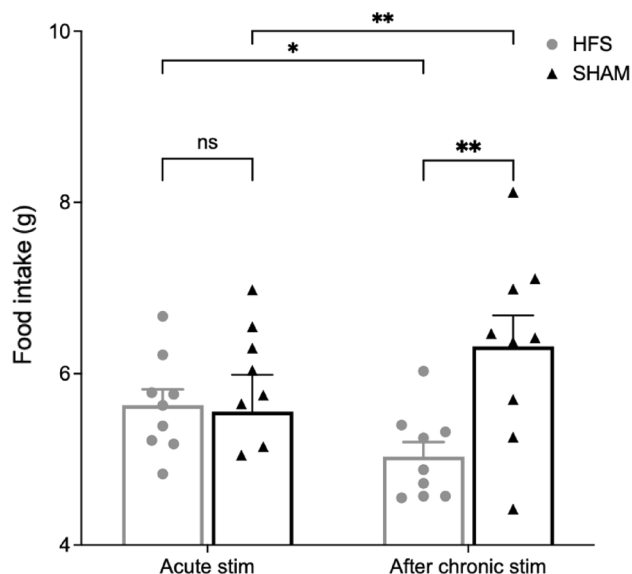 10
**
HFS
*
SHAM
ns
**
8
Food intake (g)
6
4
Acute stim
After chronic stim